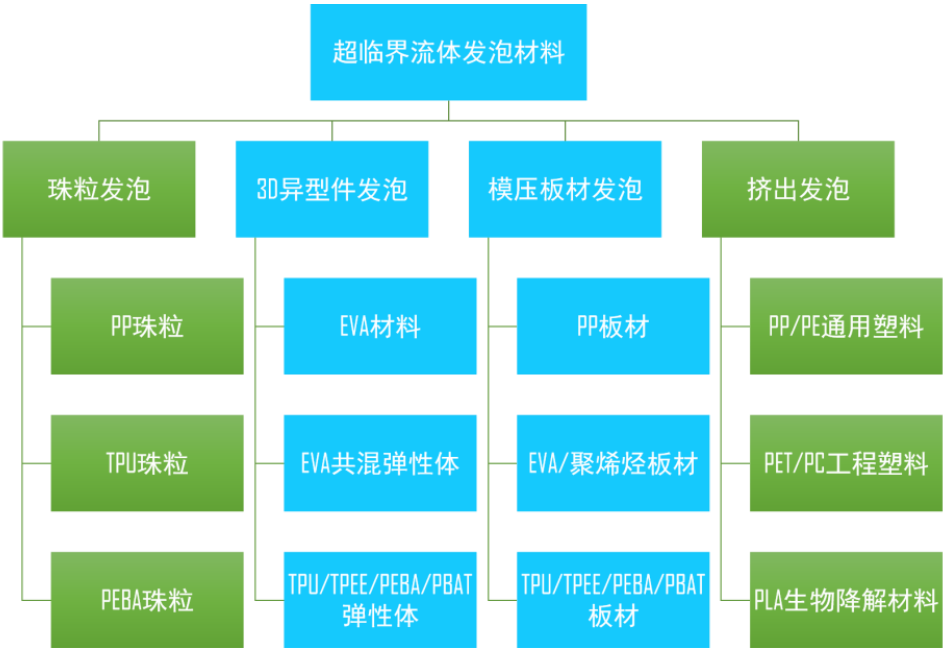 超临界流体发泡材料
珠粒发泡
3D异型件发泡
模压板材发泡
挤出发泡
PP珠粒
EVA材料
PP板材
PP/PE通用塑料
TPU珠粒
EVA共混弹性体
EVA/聚烯烃板材
PET/PC工程塑料
PEBA珠粒
TPU/TPEE/PEBA/PBAT
弹性体
TPU/TPEE/PEBA/PBAT
板材
PLA生物降解材料